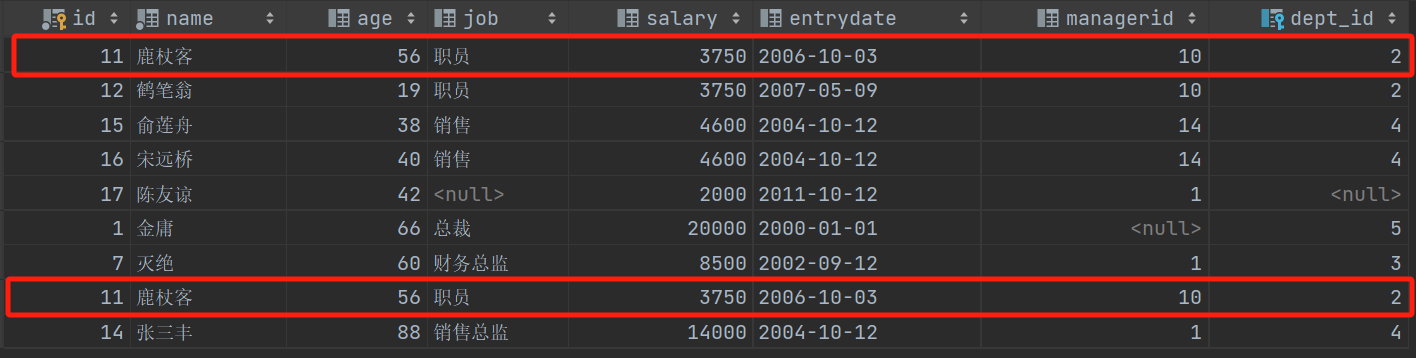 id name age job salary entrydate managerid dept_id
11 鹿杖客 56 职员 3750 2006-10-03 10 2
12 鹤笔翁 19 职员 3750 2007-05-09 10 2
15 俞莲舟 38 销售 4600 2004-10-12 14 4
16 宋远桥 40 销售 4600 2004-10-12 14 4
17 陈友谅 42 <null> 2000 2011-10-12 1 <null>
1 金庸 66 总裁 20000 2000-01-01 <null> 5
7 灭绝 60 财务总监 8500 2002-09-12 1 3
11 鹿杖客 56 职员 3750 2006-10-03 10 2
14 张三丰 88 销售总监 14000 2004-10-12 1 4